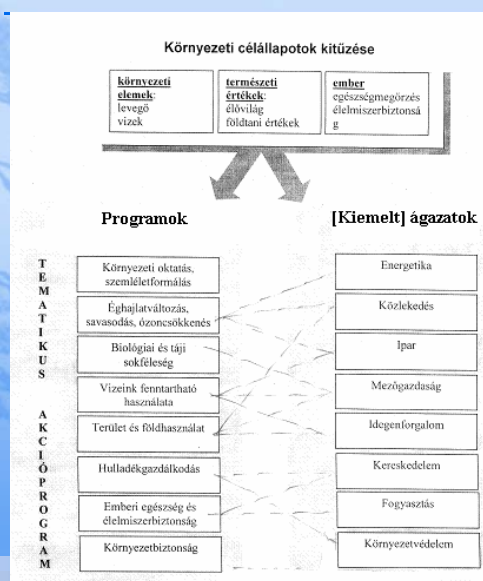 Környezeti célállapotok kitűzése
környezeti
elemek:
levegő
vizek
természeti
értékek:
élővilág
földtani értékek
ember
egészségmegőrzés
élelmiszerbiztonsá
g
Programok
[Kiemelt] ágazatok
TEMATIKUS AKCIÓPROGRAM
Környezeti oktatás,
szemléletformálás
Éghajlatváltozás,
savasodás, ózoncsökkenés
Biológiai és táji
sokféleség
Vizeink fenntartható
használata
Terület és földhasználat
Hulladékgazdálkodás
Emberi egészség és
élelmiszerbiztonság
Környezetbiztonság
Energetika
Közlekedés
Ipar
Mezőgazdaság
Idegenforgalom
Kereskedelem
Fogyasztás
Környezetvédelem